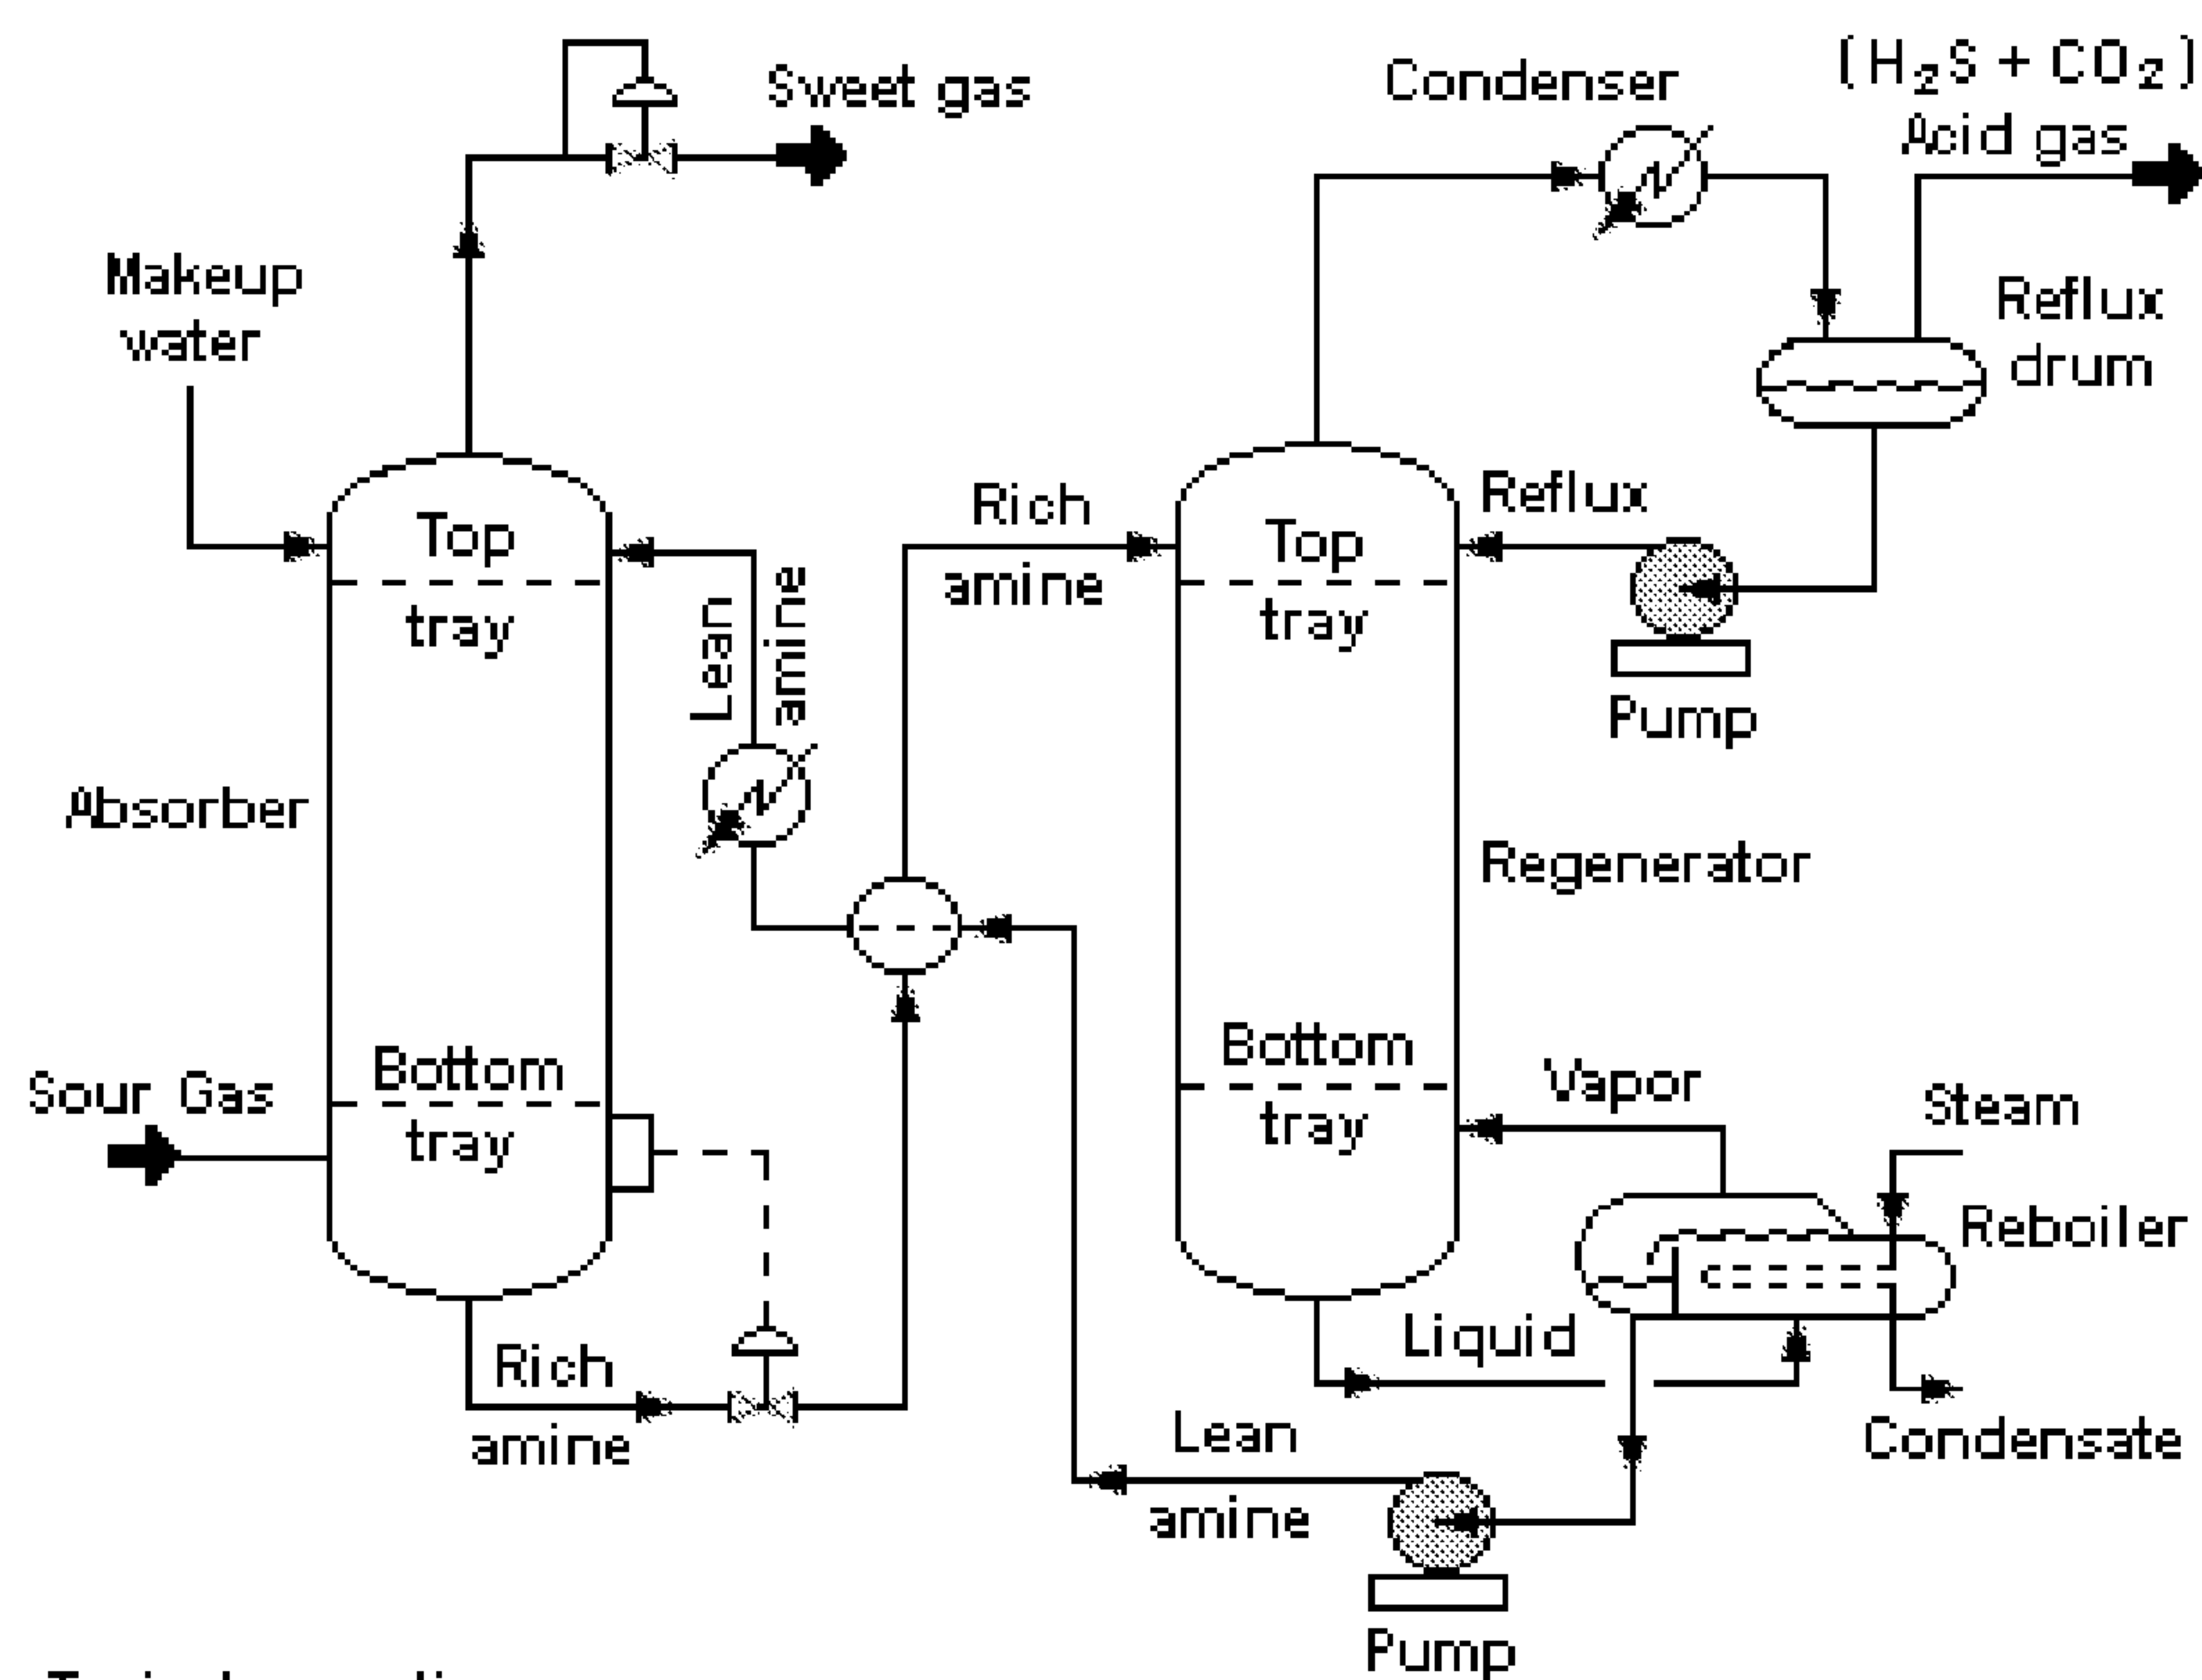 Sweet gas
Condenser
(H₂S + CO₂)
Acid gas
Makeup
water
Reflux
drum
Top
tray
Lean
amine
Rich
amine
Top
tray
Reflux
Pump
Absorber
Regenerator
Sour Gas
Bottom
tray
Bottom
tray
Vapor
Steam
Reboiler
Rich
amine
Liquid
Lean
amine
Condensate
Pump